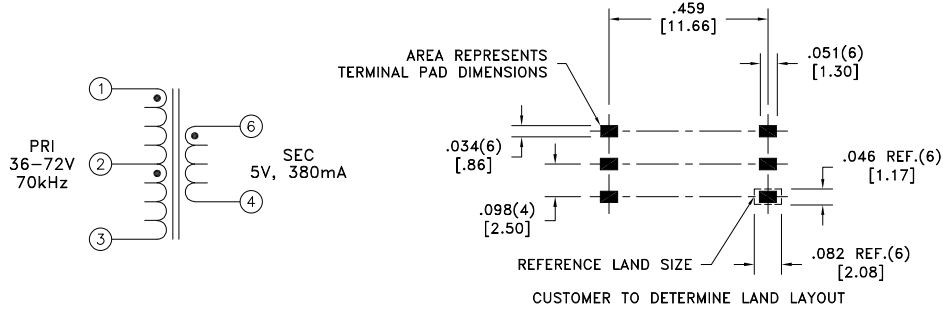 1
2
3
PRI
36-72V
70kHz
6
4
SEC
5V, 380mA
.459
[11.66]
AREA REPRESENTS
TERMINAL PAD DIMENSIONS
.051(6)
[1.30]
.034(6)
[.86]
.046 REF.(6)
[1.17]
.098(4)
[2.50]
REFERENCE LAND SIZE
.082 REF.(6)
[2.08]
CUSTOMER TO DETERMINE LAND LAYOUT